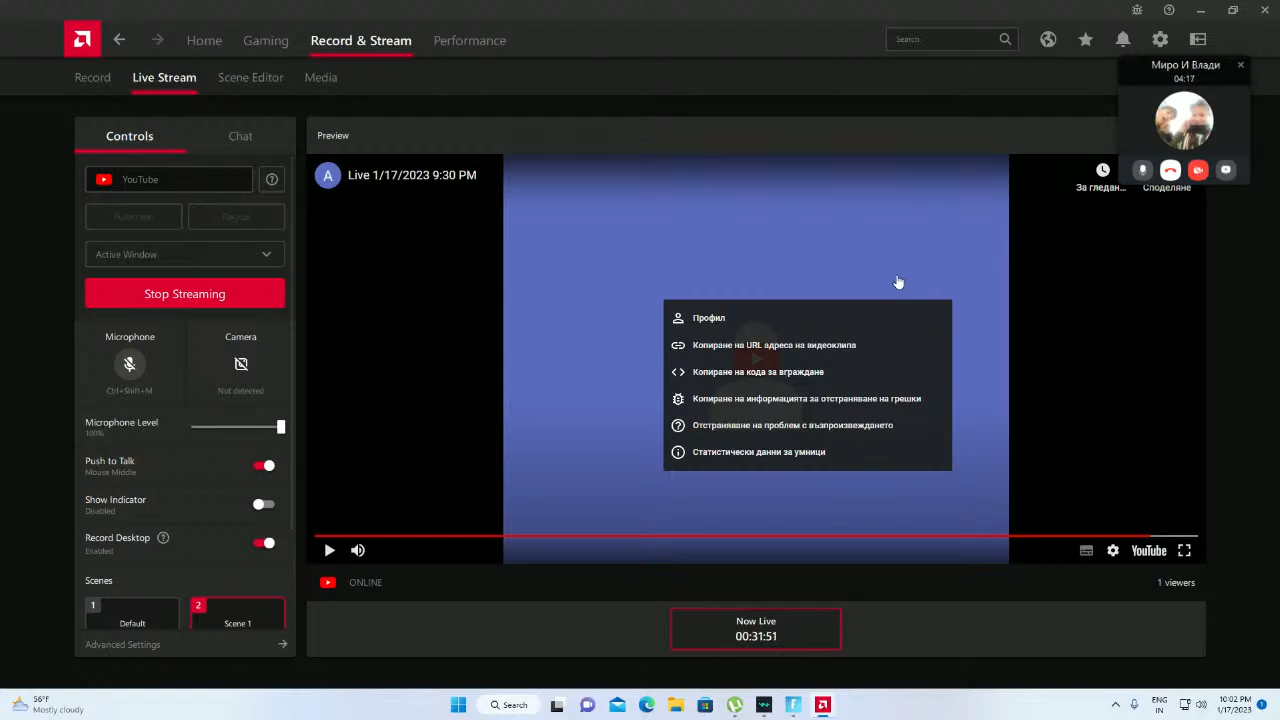 Home Gaming Record & Stream Performance
Search
Record Live Stream Scene Editor Media
Миро И Влади
04:17
Controls Chat
Preview
YouTube
A Live 1/17/2023 9:30 PM
За гледан... Споделяне
Fullscreen Region
Active Window
Stop Streaming
Microphone Camera
Ctrl+Shift+M Not detected
Microphone Level
100%
Push to Talk
Mouse Middle
Show Indicator
Disabled
Record Desktop
Enabled
Scenes
1 2
Default Scene 1
Advanced Settings
Профил
Копиране на URL адреса на видеоклипа
Копиране на кода за вграждане
Копиране на информацията за отстраняване на грешки
Отстраняване на проблем с възпроизвеждането
Статистически данни за умници
YouTube
ONLINE 1 viewers
Now Live
00:31:51
56°F
Mostly cloudy
Search
ENG
IN
10:02 PM
1/17/2023
1